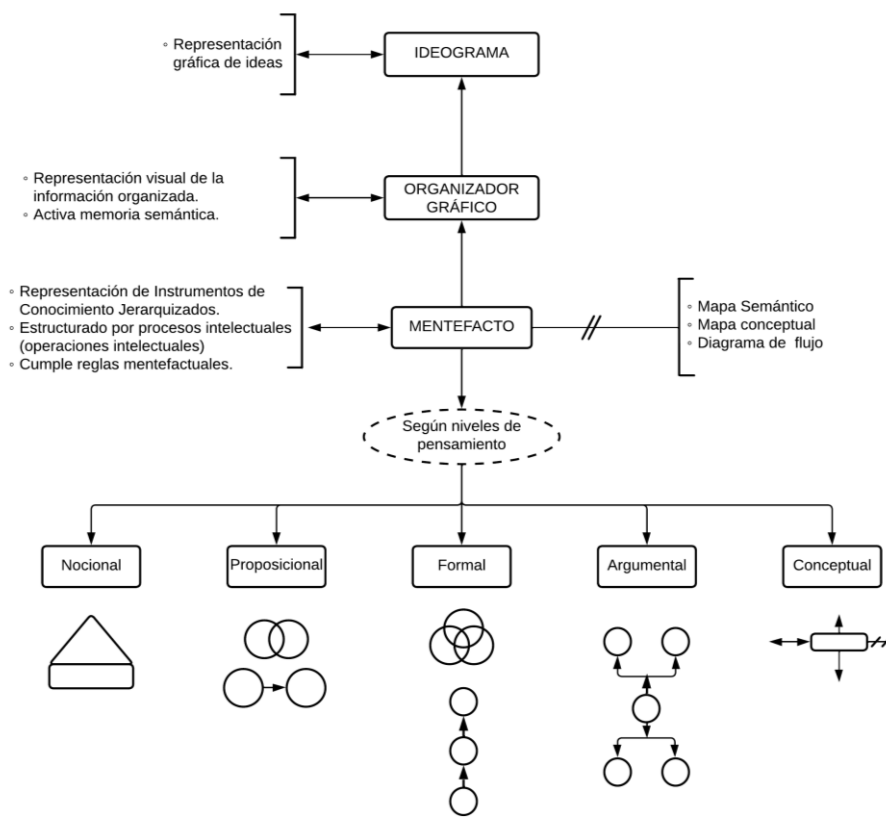 ◦ Representación
gráfica de ideas
IDEOGRAMA
◦ Representación visual de la
información organizada.
◦ Activa memoria semántica.
ORGANIZADOR
GRÁFICO
◦ Representación de Instrumentos de
Conocimiento Jerarquizados.
◦ Estructurado por procesos intelectuales
(operaciones intelectuales)
◦ Cumple reglas mentefactuales.
MENTEFACTO
◦ Mapa Semántico
◦ Mapa conceptual
◦ Diagrama de flujo
Según niveles de
pensamiento
Nocional
Proposicional
Formal
Argumental
Conceptual